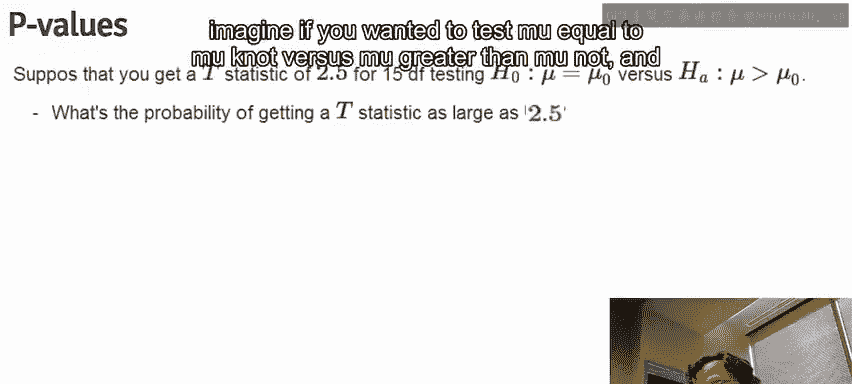 P-values
imagine if you wanted to test mu equal to
mu knot versus mu greater than mu not, and
Suppos that you get a T statistic of 2.5 for 15 df testing H₀ : μ = μ₀ versus Hₐ : μ > μ₀.
- What's the probability of getting a T statistic as large as '2.5'